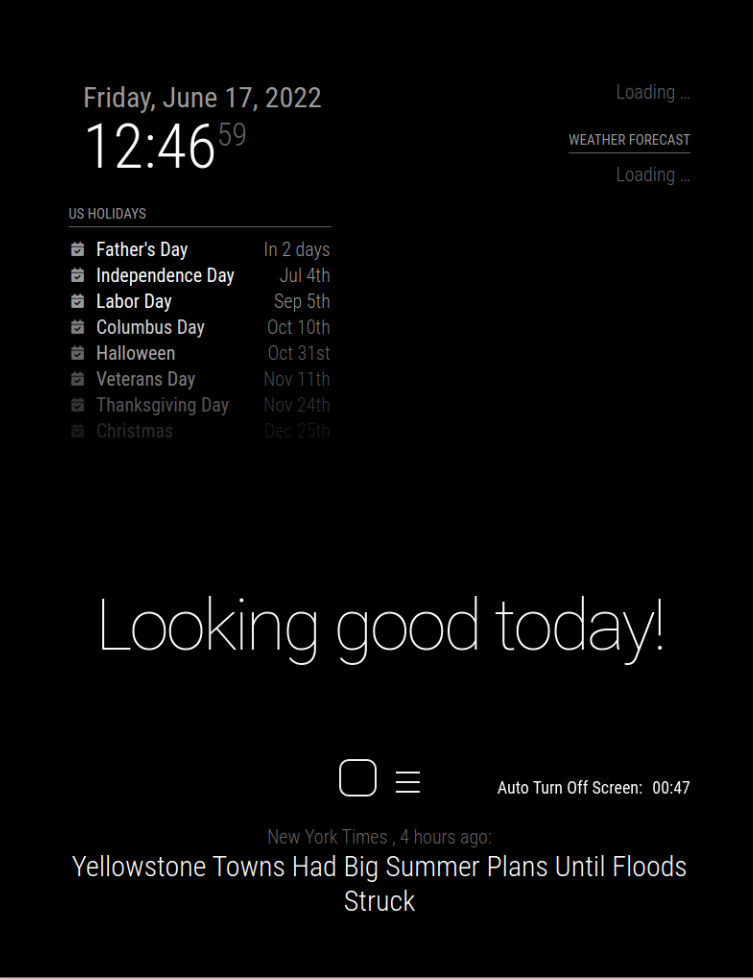 Friday, June 17, 2022
12:46 59
Loading …
WEATHER FORECAST
Loading …
US HOLIDAYS
Father's Day In 2 days
Independence Day Jul 4th
Labor Day Sep 5th
Columbus Day Oct 10th
Halloween Oct 31st
Veterans Day Nov 11th
Thanksgiving Day Nov 24th
Christmas Dec 25th
Looking good today!
Auto Turn Off Screen: 00:47
New York Times , 4 hours ago:
Yellowstone Towns Had Big Summer Plans Until Floods
Struck